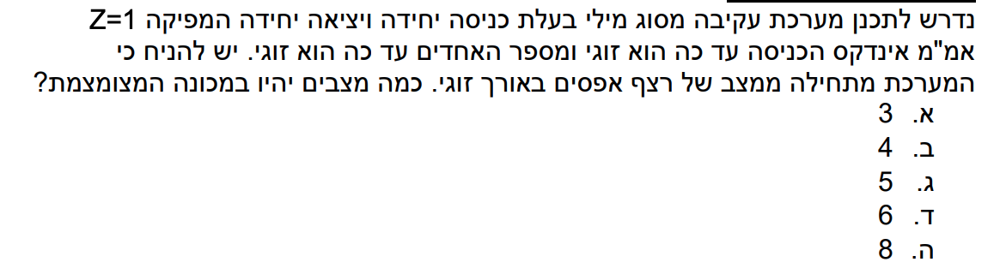 נדרש לתכנן מערכת עקיבה מסוג מילי בעלת כניסה יחידה ויציאה יחידה המפיקה Z=1
אמ"מ אינדקס הכניסה עד כה הוא זוגי ומספר האחדים עד כה הוא זוגי. יש להניח כי
המערכת מתחילה ממצב של רצף אפסים באורך זוגי. כמה מצבים יהיו במכונה המצומצמת?
א. 3
ב. 4
ג. 5
ד. 6
ה. 8